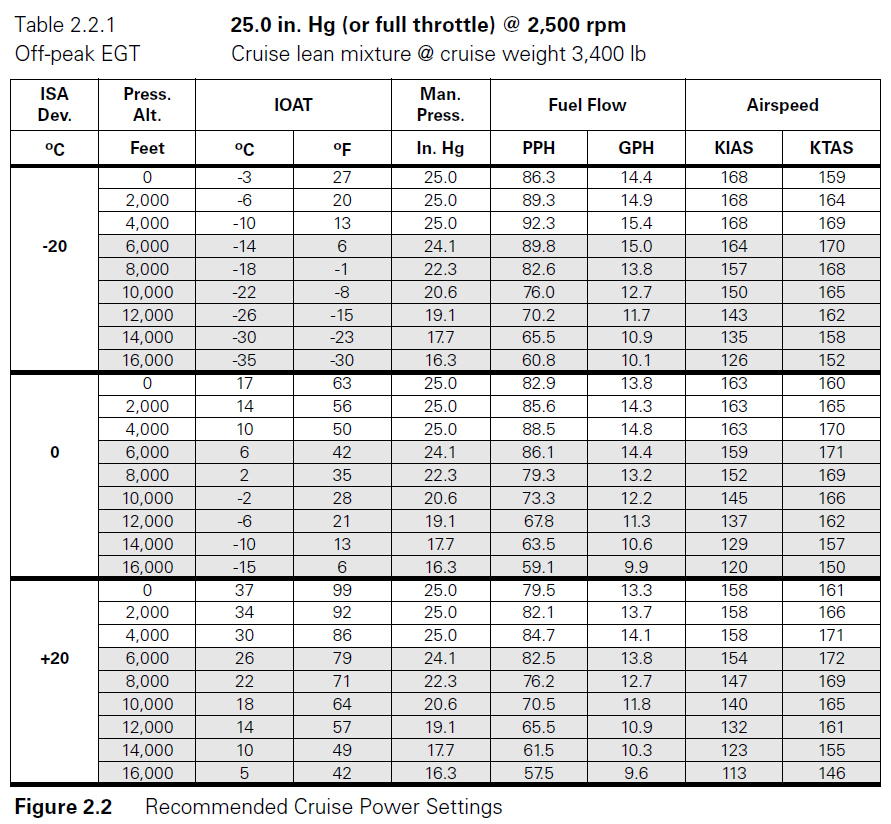 Table 2.2.1 25.0 in. Hg (or full throttle) @ 2,500 rpm
Off-peak EGT Cruise lean mixture @ cruise weight 3,400 lb
ISA Dev. Press. Alt. IOAT Man. Press. Fuel Flow Airspeed
ºC Feet ºC ºF In. Hg PPH GPH KIAS KTAS
0 -3 27 25.0 86.3 14.4 168 159
2,000 -6 20 25.0 89.3 14.9 168 164
4,000 -10 13 25.0 92.3 15.4 168 169
-20 6,000 -14 6 24.1 89.8 15.0 164 170
8,000 -18 -1 22.3 82.6 13.8 157 168
10,000 -22 -8 20.6 76.0 12.7 150 165
12,000 -26 -15 19.1 70.2 11.7 143 162
14,000 -30 -23 17.7 65.5 10.9 135 158
16,000 -35 -30 16.3 60.8 10.1 126 152
0 17 63 25.0 82.9 13.8 163 160
2,000 14 56 25.0 85.6 14.3 163 165
4,000 10 50 25.0 88.5 14.8 163 170
0 6,000 6 42 24.1 86.1 14.4 159 171
8,000 2 35 22.3 79.3 13.2 152 169
10,000 -2 28 20.6 73.3 12.2 145 166
12,000 -6 21 19.1 67.8 11.3 137 162
14,000 -10 13 17.7 63.5 10.6 129 157
16,000 -15 6 16.3 59.1 9.9 120 150
0 37 99 25.0 79.5 13.3 158 161
2,000 34 92 25.0 82.1 13.7 158 166
4,000 30 86 25.0 84.7 14.1 158 171
+20 6,000 26 79 24.1 82.5 13.8 154 172
8,000 22 71 22.3 76.2 12.7 147 169
10,000 18 64 20.6 70.5 11.8 140 165
12,000 14 57 19.1 65.5 10.9 132 161
14,000 10 49 17.7 61.5 10.3 123 155
16,000 5 42 16.3 57.5 9.6 113 146
Figure 2.2 Recommended Cruise Power Settings